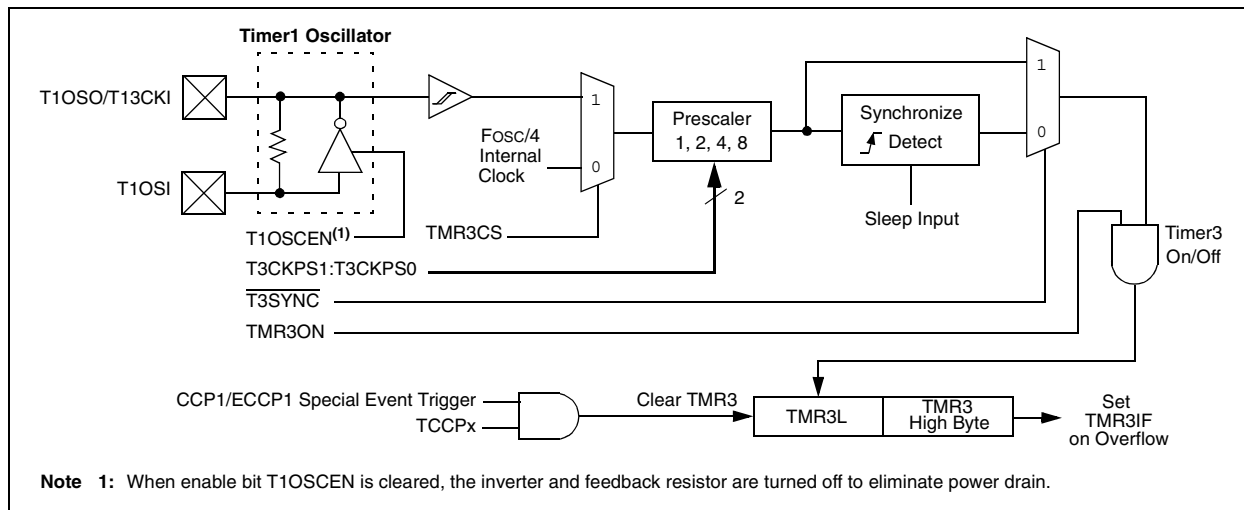 Timer1 Oscillator
T1OSO/T13CKI
T1OSI
FOSC/4
Internal
Clock
1
0
Prescaler
1, 2, 4, 8
2
Synchronize
Detect
Sleep Input
1
0
T1OSCEN(1)
TMR3CS
T3CKPS1:T3CKPS0
T3SYNC
TMR3ON
Timer3
On/Off
CCP1/ECCP1 Special Event Trigger
TCCPx
Clear TMR3
TMR3L
TMR3
High Byte
Set
TMR3IF
on Overflow
Note 1: When enable bit T1OSCEN is cleared, the inverter and feedback resistor are turned off to eliminate power drain.